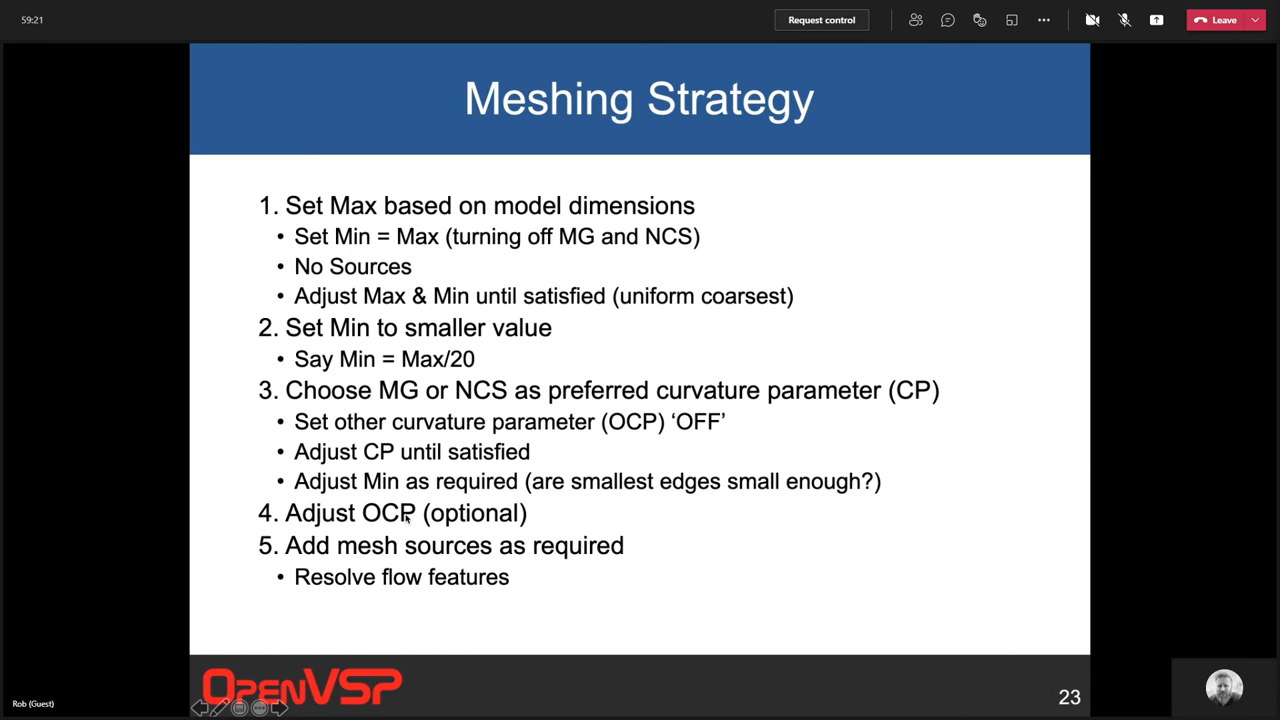 59:21
Request control
Leave
Meshing Strategy
1. Set Max based on model dimensions
• Set Min = Max (turning off MG and NCS)
• No Sources
• Adjust Max & Min until satisfied (uniform coarsest)
2. Set Min to smaller value
• Say Min = Max/20
3. Choose MG or NCS as preferred curvature parameter (CP)
• Set other curvature parameter (OCP) ‘OFF’
• Adjust CP until satisfied
• Adjust Min as required (are smallest edges small enough?)
4. Adjust OCP (optional)
5. Add mesh sources as required
• Resolve flow features
OpenVSP
23
Rob (Guest)